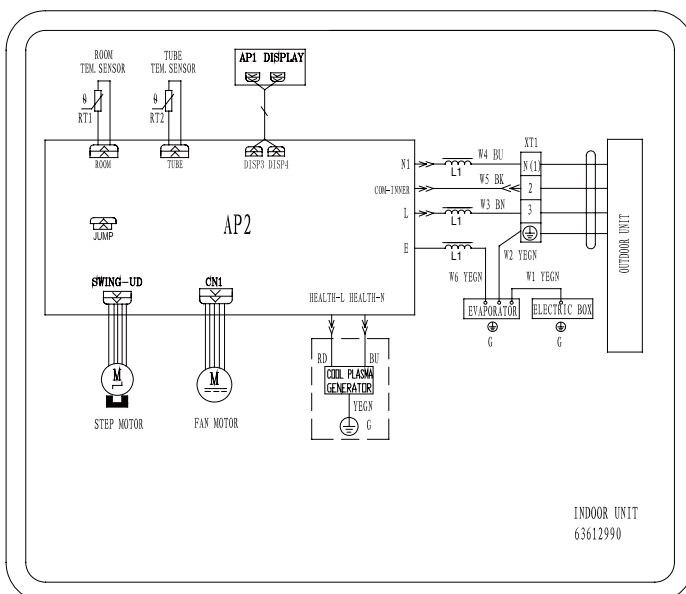 ROOM
TEM. SENSOR
TUBE
TEM. SENSOR
AP1 DISPLAY
θ
RT1
θ
RT2
ROOM
TUBE
DISP3 DISP4
XT1
N1
W4 BU
N(1)
L1
COM-INNER
W5 BK
2
L
W3 BN
3
L1
E
L1
W2 YEGN
W6 YEGN
W1 YEGN
OUTDOOR UNIT
JUMP
AP2
EVAPORATOR
ELECTRIC BOX
G
G
SWING-UD
CN1
HEALTH-L HEALTH-N
RD
BU
COOL PLASMA
GENERATOR
YEGN
G
M
M
STEP MOTOR
FAN MOTOR
INDOOR UNIT
63612990